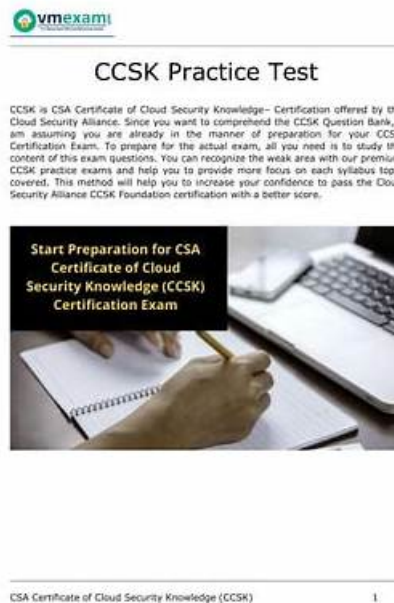 vmexam
CCSK Practice Test
CCSK is CSA Certificate of Cloud Security Knowledge– Certification offered by th
Cloud Security Alliance. Since you want to comprehend the CCSK Question Bank,
am assuming you are already in the manner of preparation for your CCS
Certification Exam. To prepare for the actual exam, all you need is to study th
content of this exam questions. You can recognize the weak area with our premiu
CCSK practice exams and help you to provide more focus on each syllabus top
covered. This method will help you to increase your confidence to pass the Clou
Security Alliance CCSK Foundation certification with a better score.
Start Preparation for CSA
Certificate of Cloud
Security Knowledge (CCSK)
Certification Exam
CSA Certificate of Cloud Security Knowledge (CCSK) 1